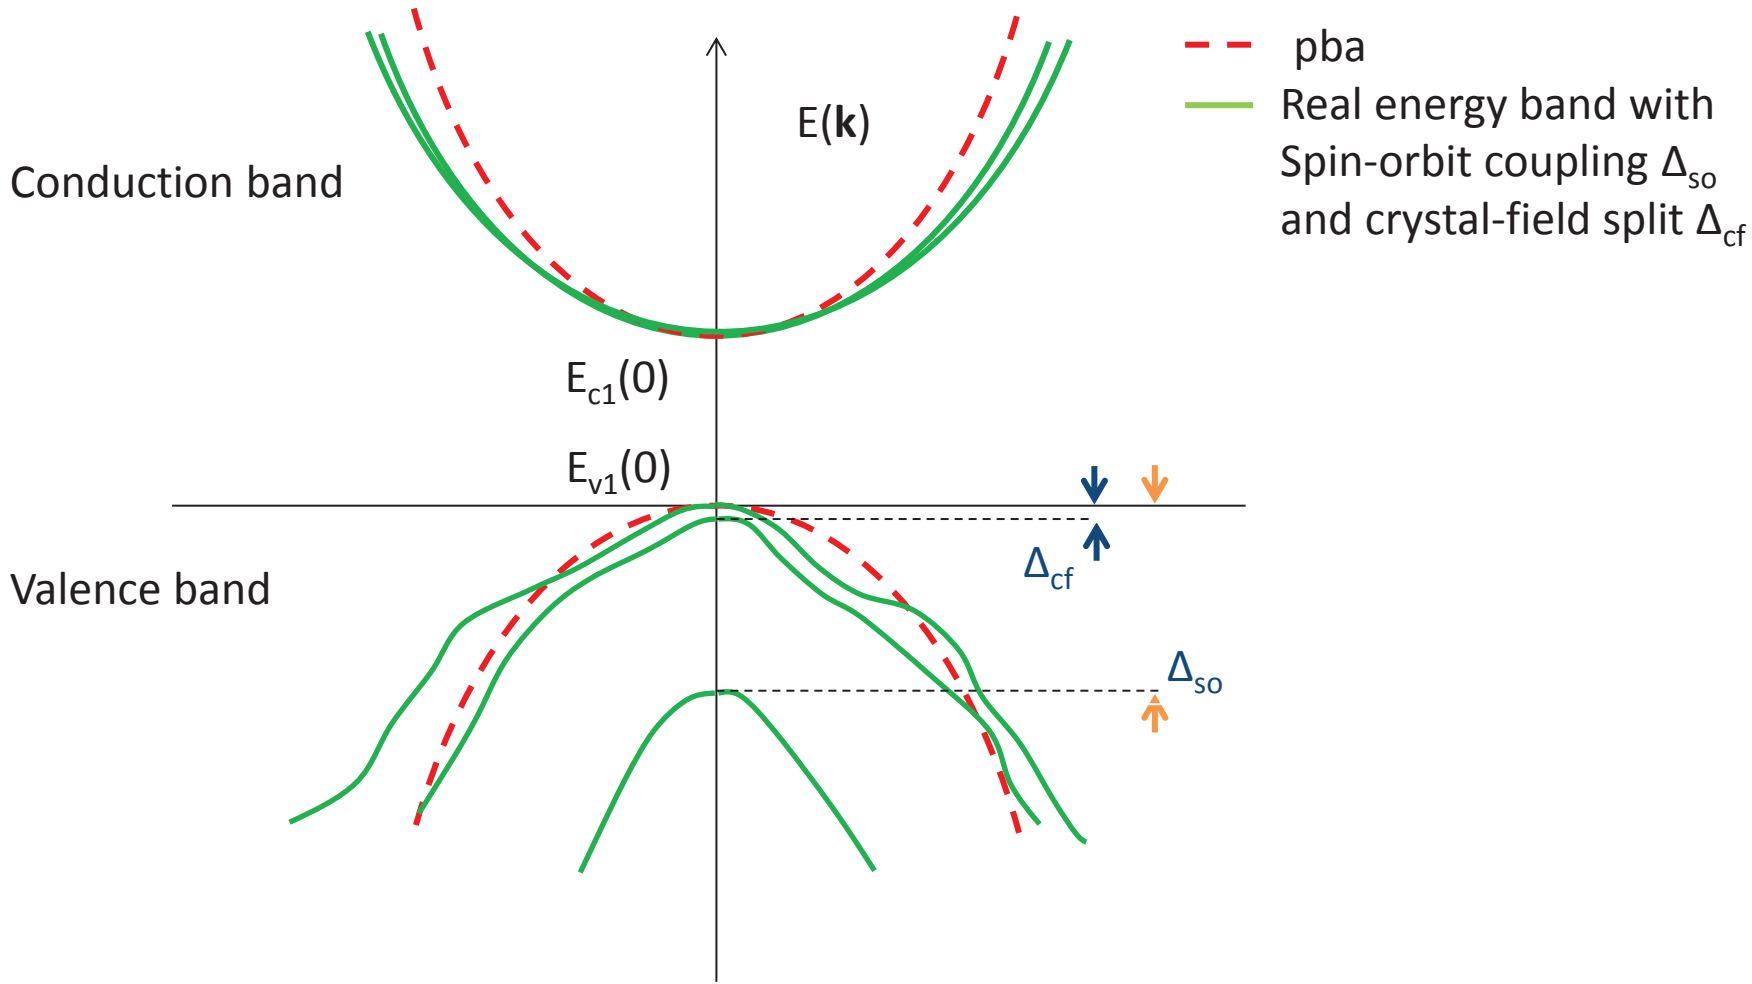 pba
E(k)
Real energy band with
Conduction band
Spin-orbit coupling Δso
and crystal-field split Δcf
Ec1(0)
Ev1(0)
Δcf
Valence band
Δso